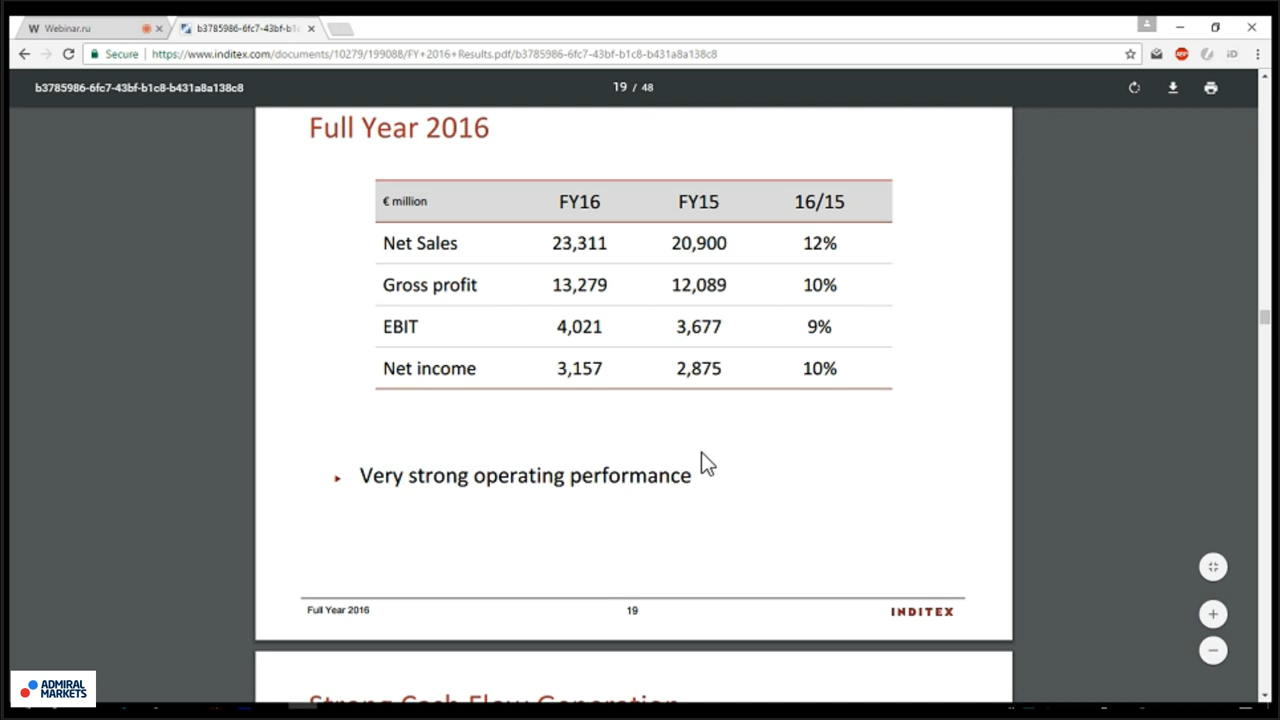 Webinar.ru
b3785986-6fc7-43bf-b1c
Secure https://www.inditex.com/documents/10279/199088/FY+2016+Results.pdf/b3785986-6fc7-43bf-b1c8-b431a8a138c8
b3785986-6fc7-43bf-b1c8-b431a8a138c8 19 / 48
Full Year 2016
€ million FY16 FY15 16/15
Net Sales 23,311 20,900 12%
Gross profit 13,279 12,089 10%
EBIT 4,021 3,677 9%
Net income 3,157 2,875 10%
Very strong operating performance
Full Year 2016 19 INDITEX
Strong Cash Flow Generation
ADMIRAL
MARKETS